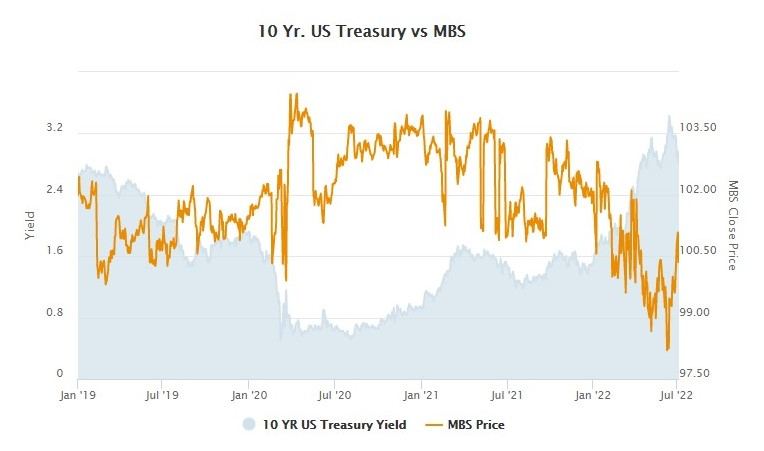 10 Yr. US Treasury vs MBS
3.2
2.4
1.6
0.8
0
Yield
103.50
102.00
100.50
99.00
97.50
MBS Close Price
Jan '19 Jul '19 Jan '20 Jul '20 Jan '21 Jul '21 Jan '22 Jul '22
10 YR US Treasury Yield MBS Price